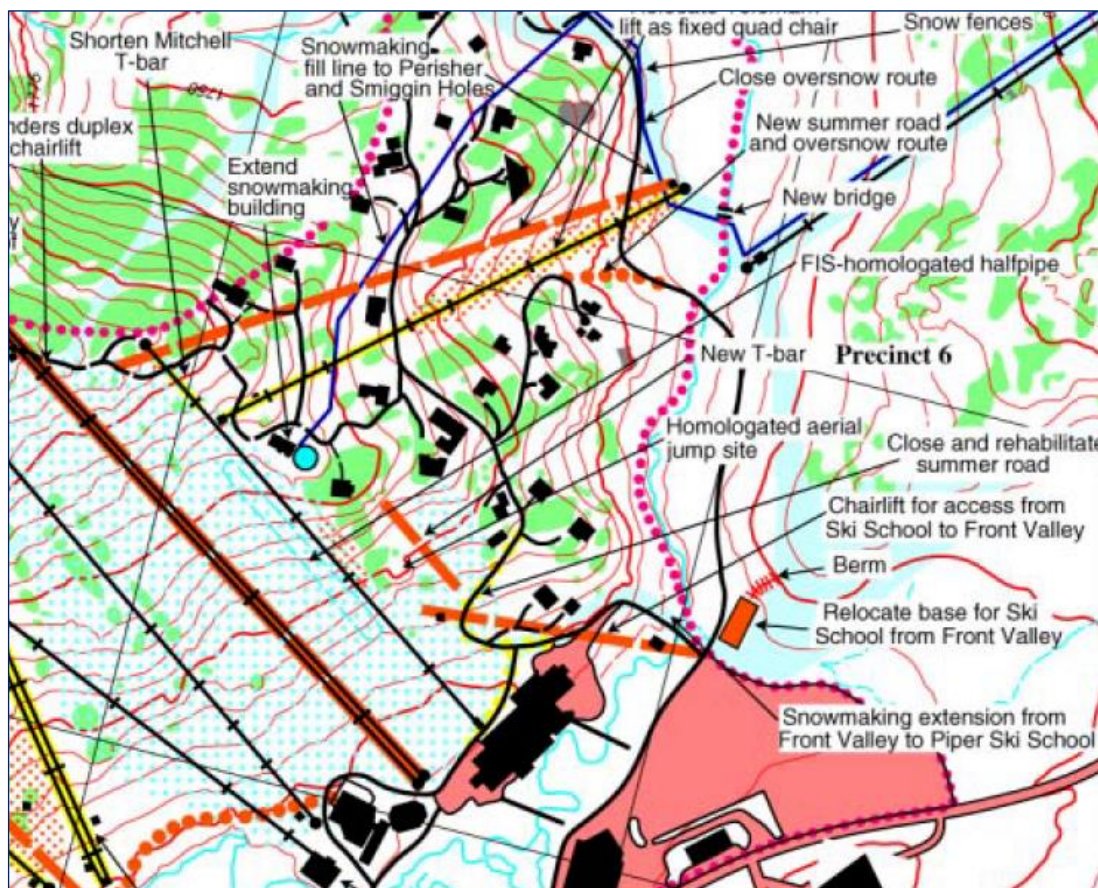 Shorten Mitchell
T-bar
Snowmaking
fill line to Perisher
and Smiggin Holes
lift as fixed quad chair
Snow fences
Close oversnow route
New summer road
and oversnow route
duplex
chairlift
Extend
snowmaking
building
1750
New bridge
FIS-homologated halfpipe
New T-bar
Precinct 6
Homologated aerial
jump site
Close and rehabilitate
summer road
Chairlift for access from
Ski School to Front Valley
Berm
Relocate base for Ski
School from Front Valley
Snowmaking extension from
Front Valley to Piper Ski School